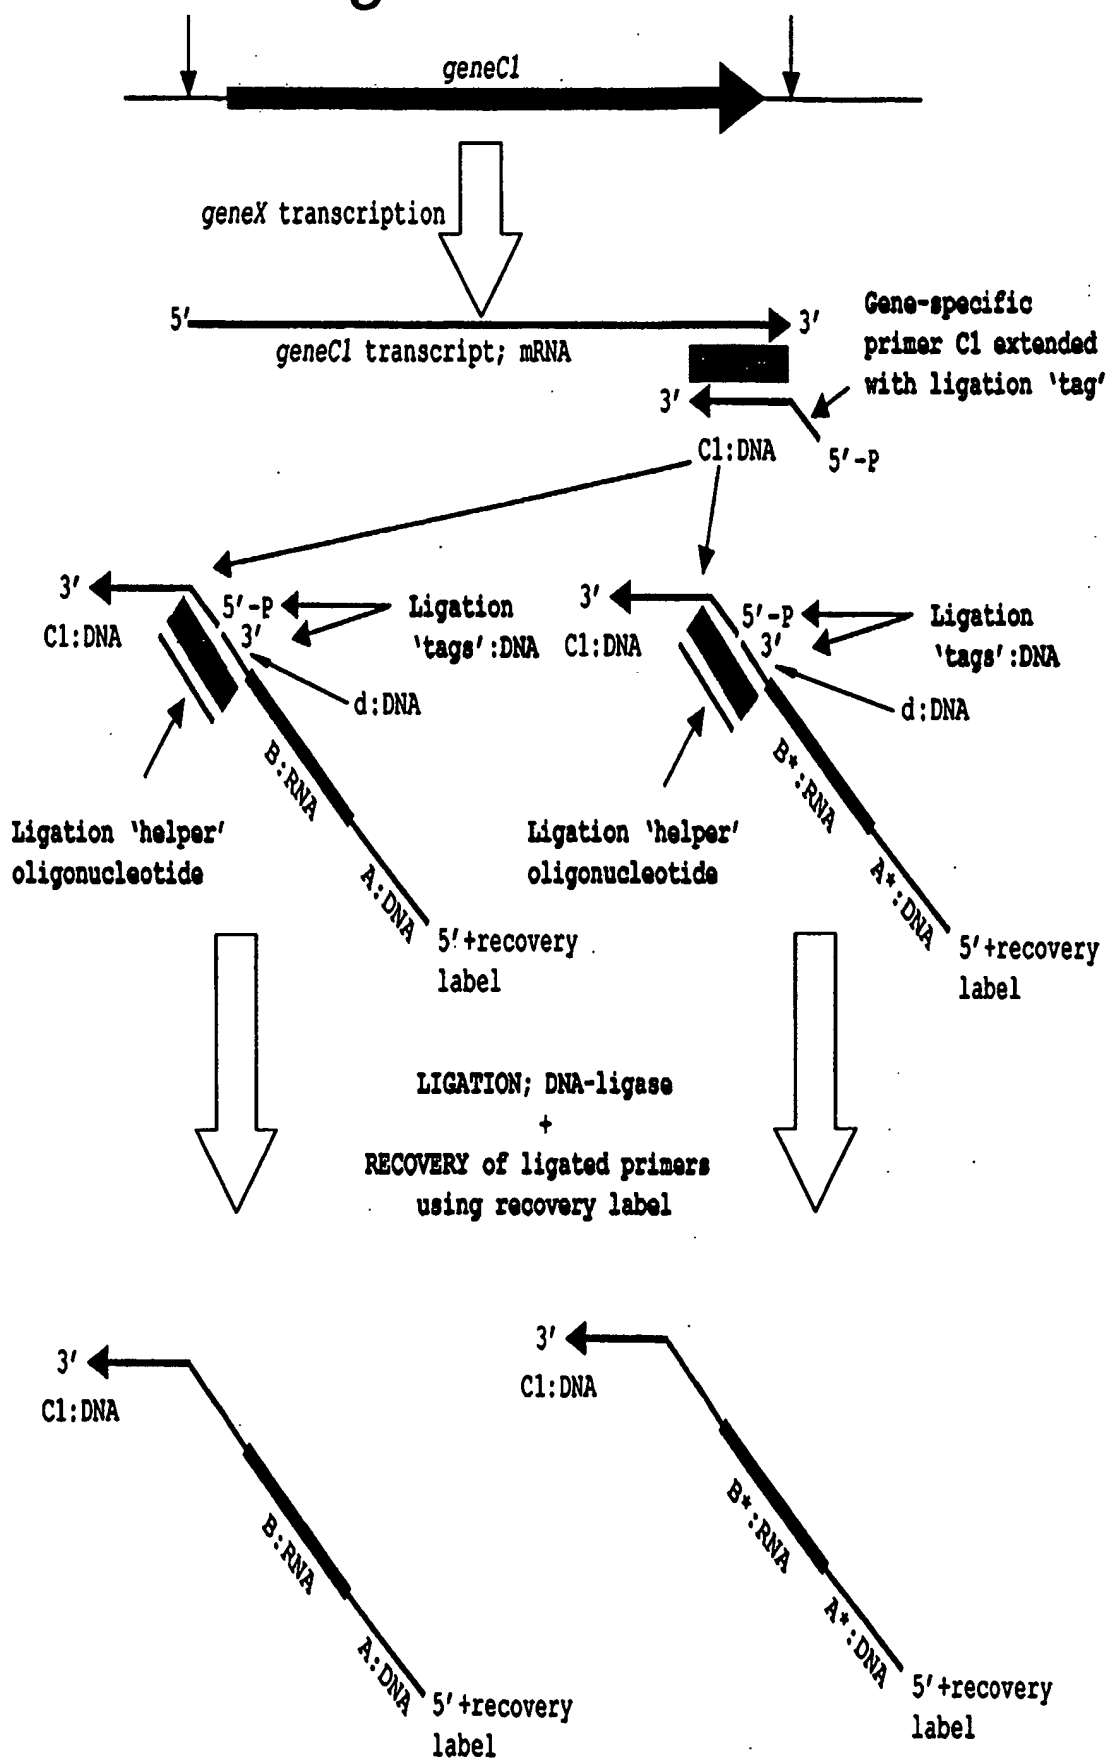 geneC1
geneX transcription
5'
3'
geneC1 transcript; mRNA
Gene-specific
primer C1 extended
with ligation 'tag'
3'
C1:DNA
5'-P
3'
C1:DNA
5'-P
3'
Ligation
'tags':DNA
d:DNA
B:RNA
A:DNA
Ligation 'helper'
oligonucleotide
5'+recovery
label
3'
C1:DNA
5'-P
3'
Ligation
'tags':DNA
d:DNA
B*:RNA
A*:DNA
Ligation 'helper'
oligonucleotide
5'+recovery
label
LIGATION; DNA-ligase
+
RECOVERY of ligated primers
using recovery label
3'
C1:DNA
B:RNA
A:DNA
5'+recovery
label
3'
C1:DNA
B*:RNA
A*:DNA
5'+recovery
label